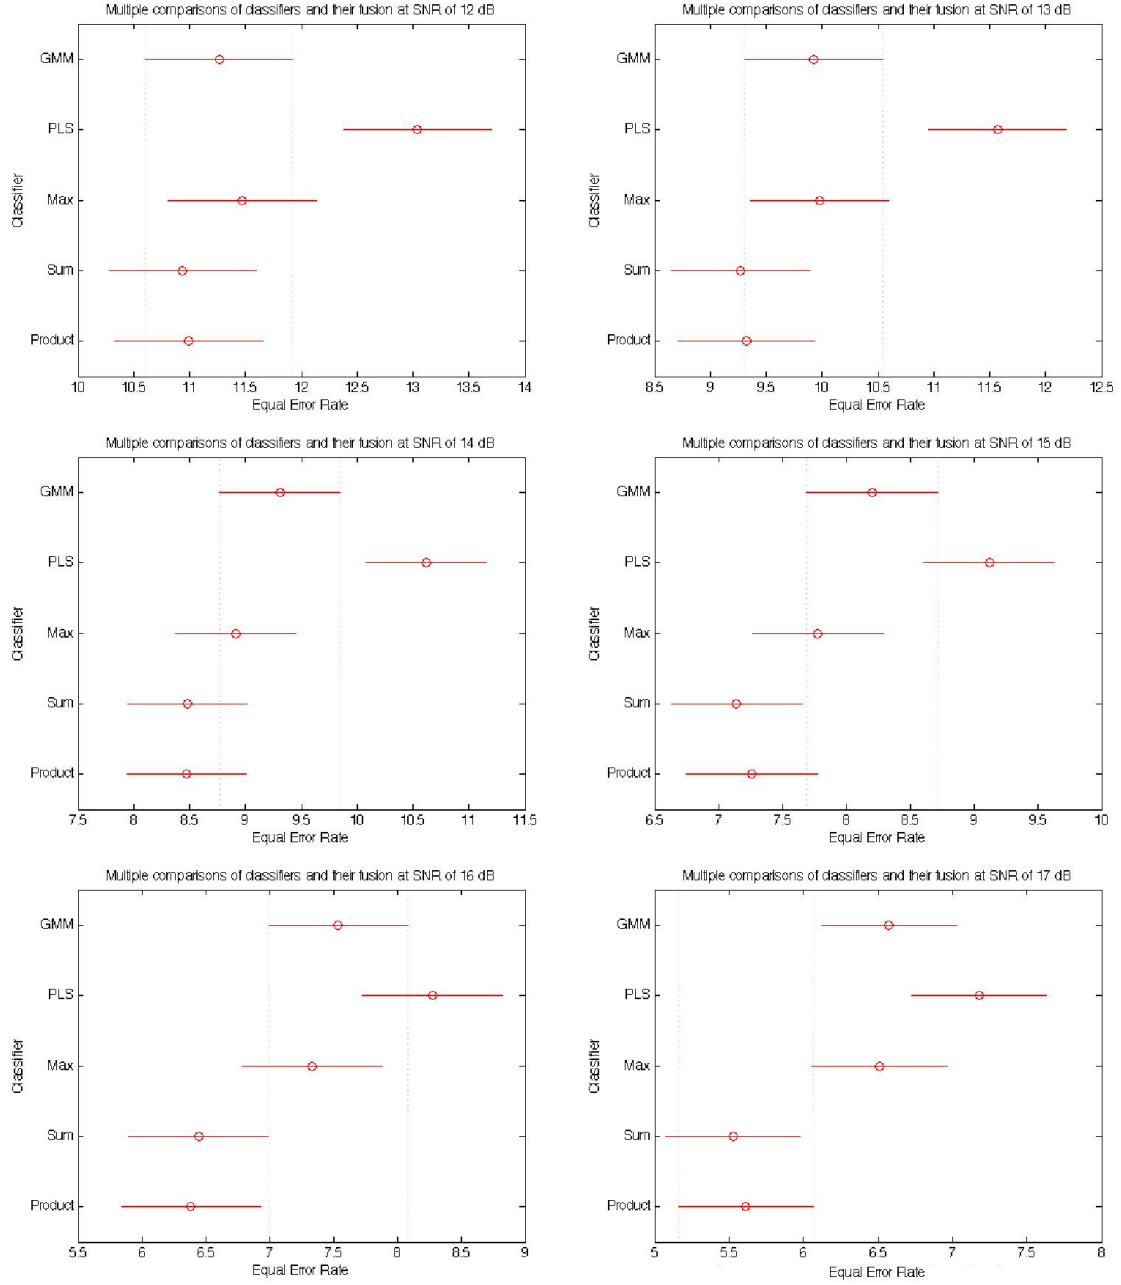 Multiple comparisons of classifiers and their fusion at SNR of 12 dB
GMM
PLS
Max
Sum
Product
Classifier
10 10.5 11 11.5 12 12.5 13 13.5 14
Equal Error Rate
Multiple comparisons of classifiers and their fusion at SNR of 13 dB
GMM
PLS
Max
Sum
Product
Classifier
8.5 9 9.5 10 10.5 11 11.5 12 12.5
Equal Error Rate
Multiple comparisons of classifiers and their fusion at SNR of 14 dB
GMM
PLS
Max
Sum
Product
Classifier
7.5 8 8.5 9 9.5 10 10.5 11 11.5
Equal Error Rate
Multiple comparisons of classifiers and their fusion at SNR of 15 dB
GMM
PLS
Max
Sum
Product
Classifier
6.5 7 7.5 8 8.5 9 9.5 10
Equal Error Rate
Multiple comparisons of classifiers and their fusion at SNR of 16 dB
GMM
PLS
Max
Sum
Product
Classifier
5.5 6 6.5 7 7.5 8 8.5 9
Equal Error Rate
Multiple comparisons of classifiers and their fusion at SNR of 17 dB
GMM
PLS
Max
Sum
Product
Classifier
5 5.5 6 6.5 7 7.5 8
Equal Error Rate